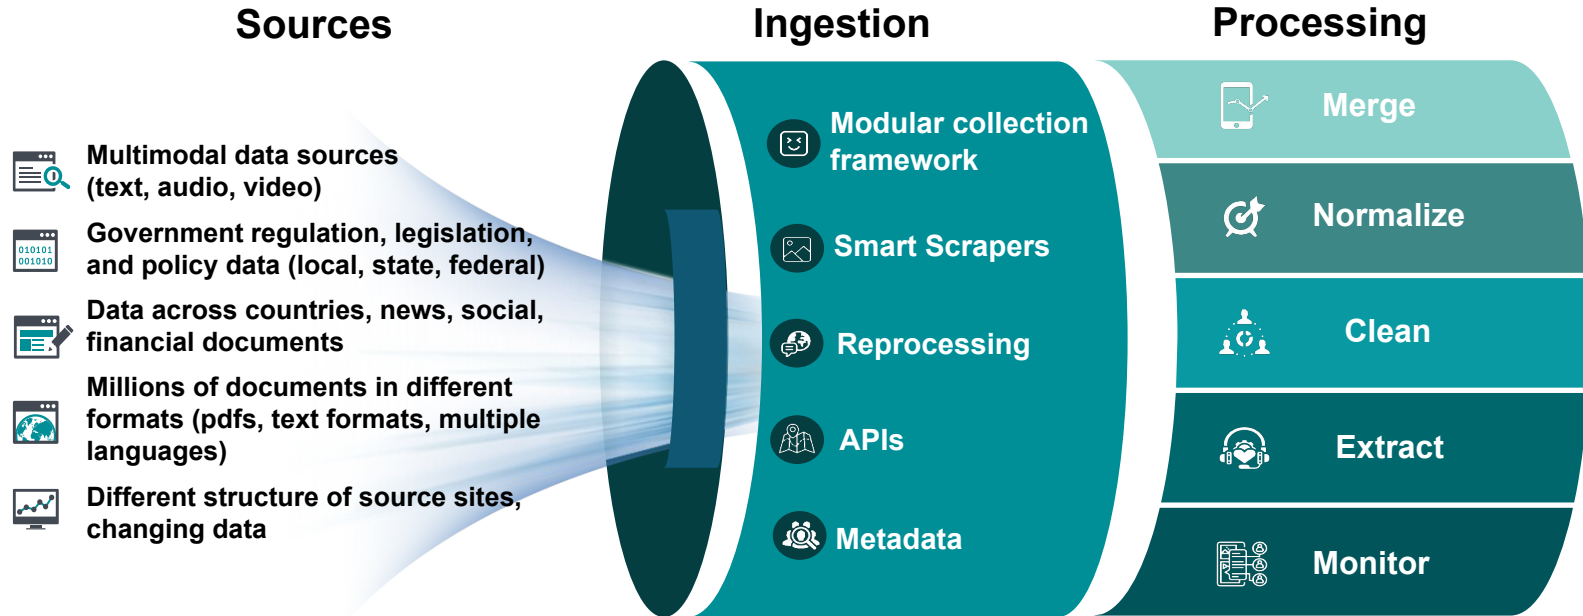 Sources
Multimodal data sources
(text, audio, video)
010101
001010
Government regulation, legislation,
and policy data (local, state, federal)
Data across countries, news, social,
financial documents
Millions of documents in different
formats (pdfs, text formats, multiple
languages)
Different structure of source sites,
changing data
Ingestion
Modular collection
framework
Smart Scrapers
Reprocessing
APIs
Metadata
Processing
Merge
Normalize
Clean
Extract
Monitor